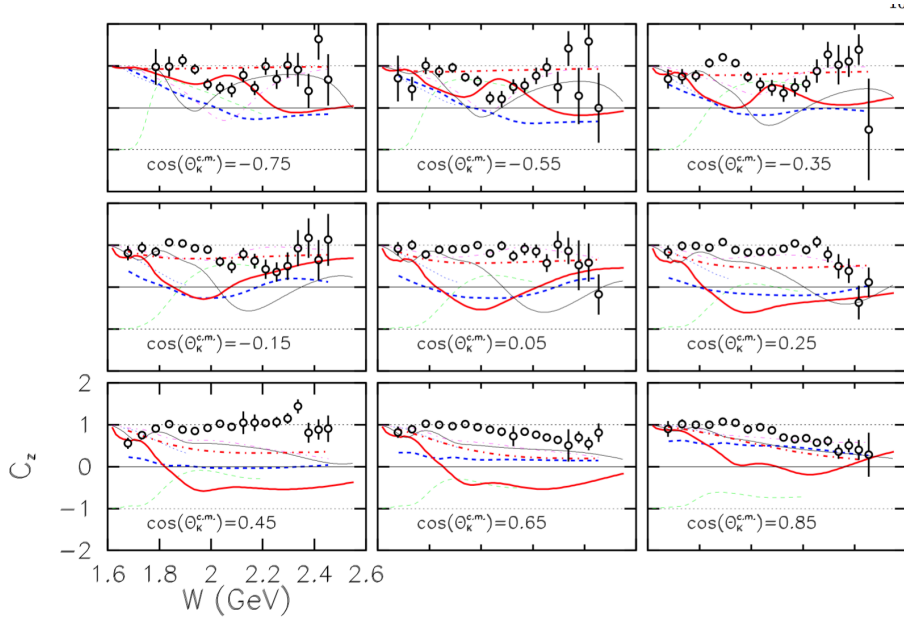 cos(Θ_K^{c.m.})=−0.75 cos(Θ_K^{c.m.})=−0.55 cos(Θ_K^{c.m.})=−0.35
cos(Θ_K^{c.m.})=−0.15 cos(Θ_K^{c.m.})=0.05 cos(Θ_K^{c.m.})=0.25
2
1
0
−1
−2
C_z
cos(Θ_K^{c.m.})=0.45 cos(Θ_K^{c.m.})=0.65 cos(Θ_K^{c.m.})=0.85
1.6 1.8 2 2.2 2.4 2.6
W (GeV)